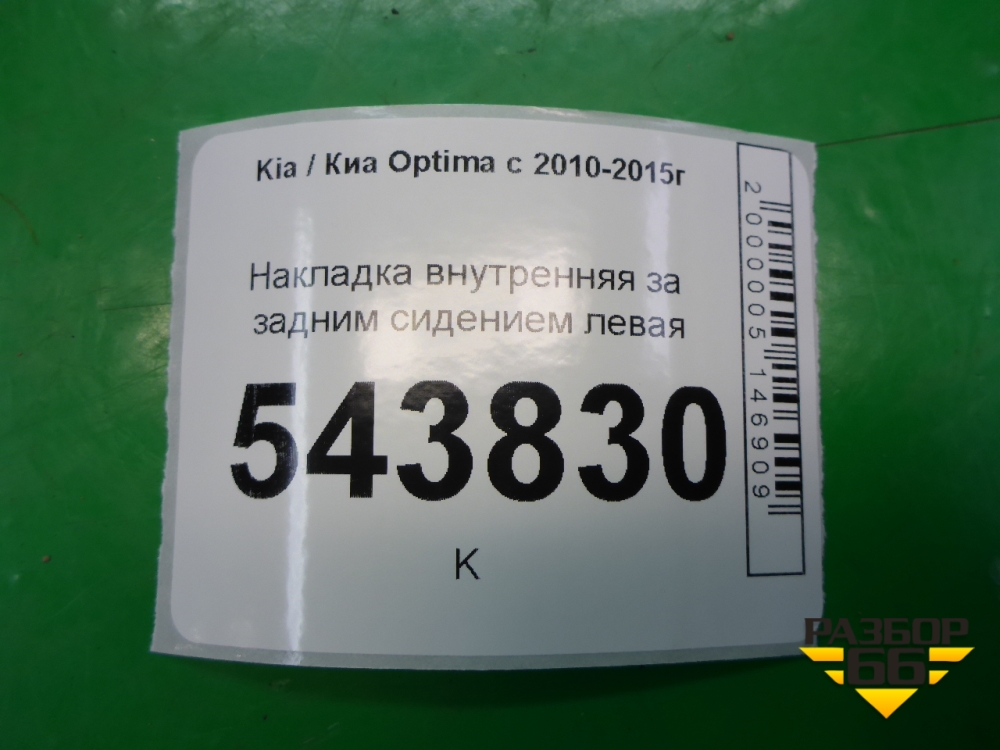 Kia / Киа Optima с 2010-2015г
Накладка внутренняя за
задним сидением левая
543830
К
2000005146909
РАЗБОР
66